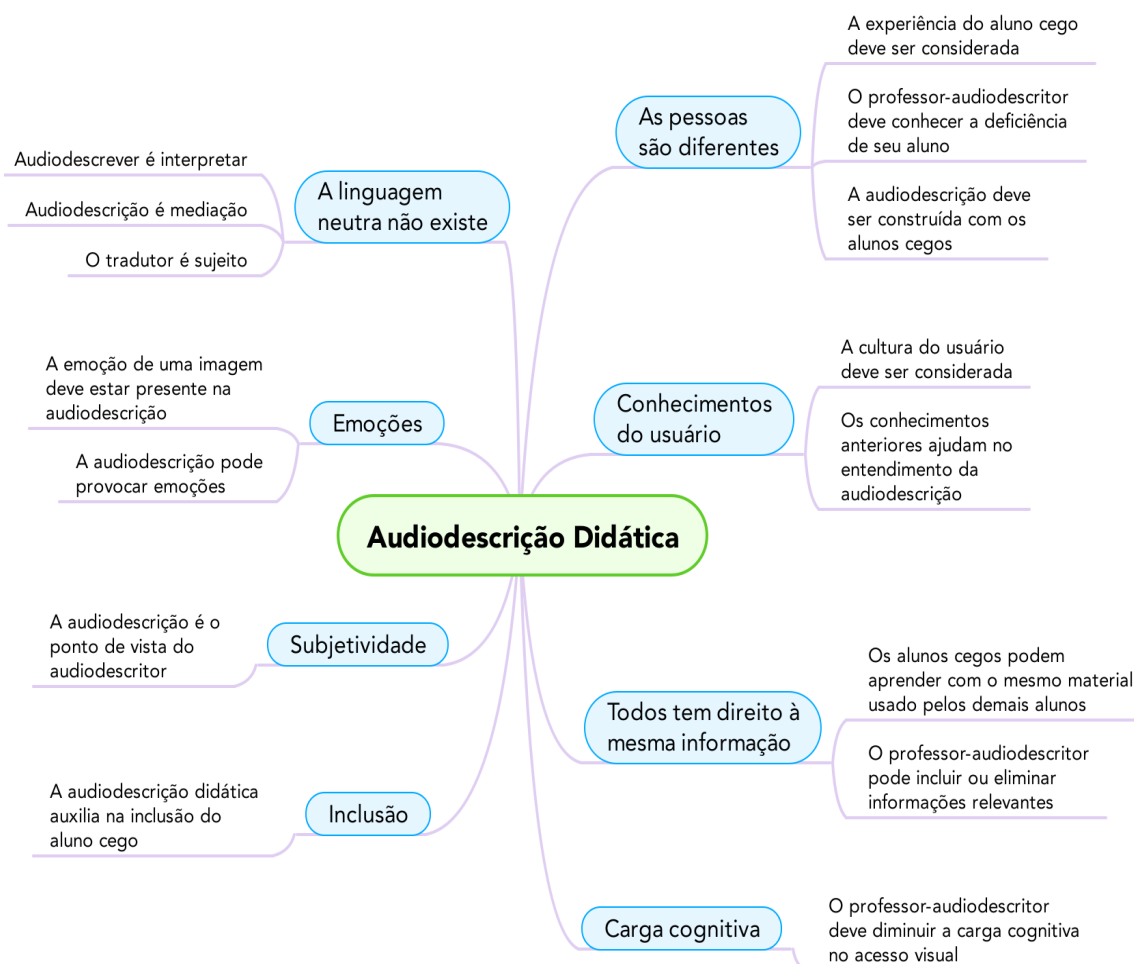 Audiodescrição Didática
As pessoas
são diferentes
A experiência do aluno cego
deve ser considerada
O professor-audiodescritor
deve conhecer a deficiência
de seu aluno
A audiodescrição deve
ser construída com os
alunos cegos
Conhecimentos
do usuário
A cultura do usuário
deve ser considerada
Os conhecimentos
anteriores ajudam no
entendimento da
audiodescrição
Todos tem direito à
mesma informação
Os alunos cegos podem
aprender com o mesmo material
usado pelos demais alunos
O professor-audiodescritor
pode incluir ou eliminar
informações relevantes
Carga cognitiva
O professor-audiodescritor
deve diminuir a carga cognitiva
no acesso visual
A linguagem
neutra não existe
Audiodescrever é interpretar
Audiodescrição é mediação
O tradutor é sujeito
Emoções
A emoção de uma imagem
deve estar presente na
audiodescrição
A audiodescrição pode
provocar emoções
Subjetividade
A audiodescrição é o
ponto de vista do
audiodescritor
Inclusão
A audiodescrição didática
auxilia na inclusão do
aluno cego